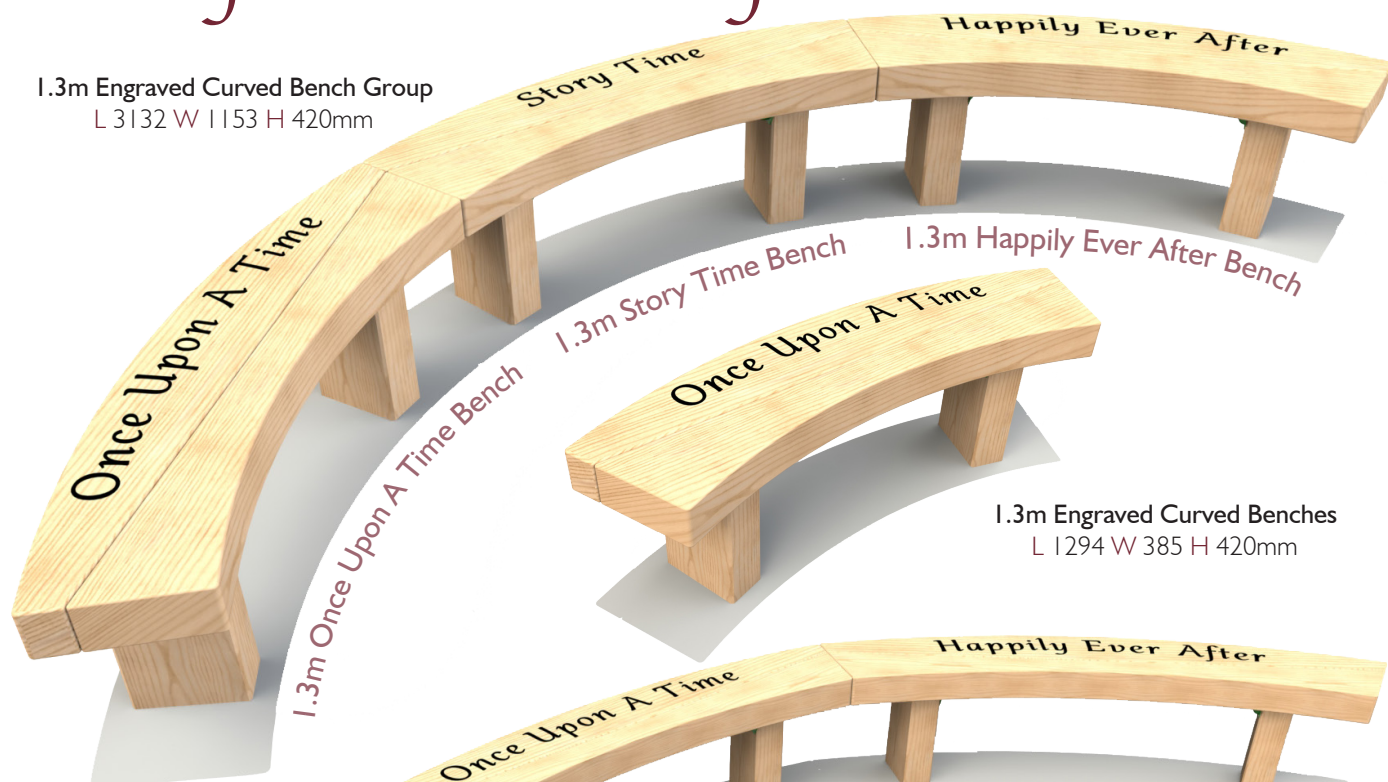 Happily Ever After
Story Time
1.3m Engraved Curved Bench Group
L 3132 W 1153 H 420mm
Once Upon A Time
1.3m Happily Ever After Bench
1.3m Story Time Bench
1.3m Once Upon A Time Bench
Once Upon A Time
1.3m Engraved Curved Benches
L 1294 W 385 H 420mm
Happily Ever After
Once Upon A Time